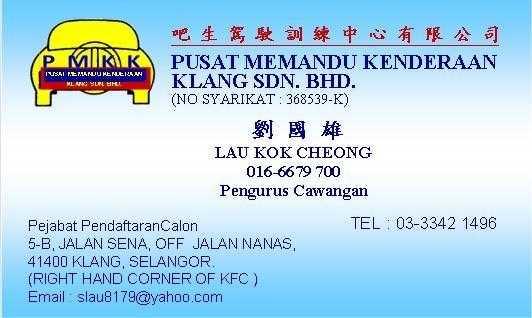 吧生駕駛訓練中心有限公司
P M K K
PUSAT MEMANDU KENDERAAN
KLANG SDN. BHD.
PUSAT MEMANDU KENDERAAN
KLANG SDN. BHD.
(NO SYARIKAT : 368539-K)
劉國雄
LAU KOK CHEONG
016-6679 700
Pengurus Cawangan
TEL : 03-3342 1496
Pejabat PendaftaranCalon
5-B, JALAN SENA, OFF JALAN NANAS,
41400 KLANG, SELANGOR.
(RIGHT HAND CORNER OF KFC )
Email : slau8179@yahoo.com